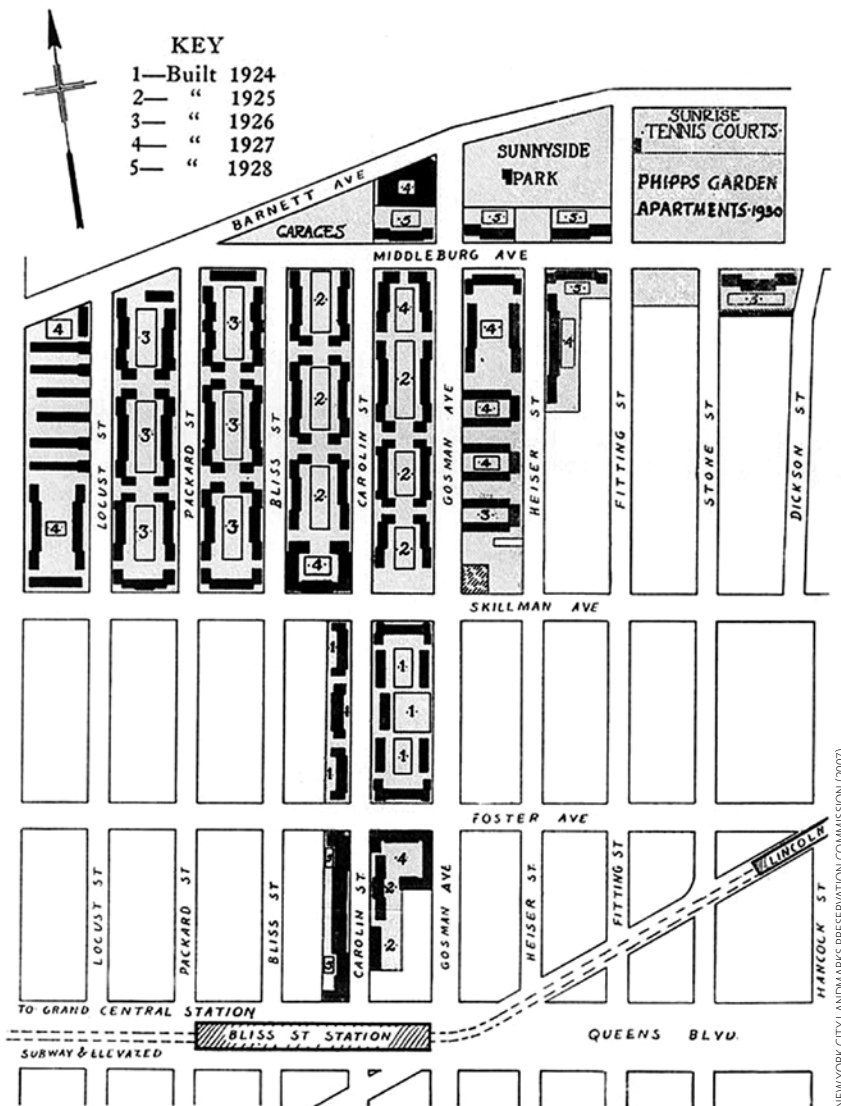 KEY
1—Built 1924
2— “ 1925
3— “ 1926
4— “ 1927
5— “ 1928
BARNETT AVE
SUNRISE
·TENNIS COURTS·
SUNNYSIDE
PARK
PHIPPS GARDEN
APARTMENTS·1930
4
·5·
·5·
·5·
GARAGES
MIDDLEBURG AVE
4
3
3
·2·
4
·4·
·5·
4
3
3
2
2
4
4
3
3
2
2
3
4
4
2
LOCUST ST
PACKARD ST
BLISS ST
CAROLIN ST
GOSMAN AVE
HEISER ST
FITTING ST
STONE ST
DICKSON ST
SKILLMAN AVE
1
1
1
·1·
·1·
·1·
FOSTER AVE
4
2
2
LOCUST ST
PACKARD ST
BLISS ST
CAROLIN ST.
GOSMAN AVE
HEISER ST.
FITTING ST
LINCOLN
HANCOCK ST
TO GRAND CENTRAL STATION
BLISS ST STATION
QUEENS BLVD.
SUBWAY & ELEVATED
NEW YORK CITY LANDMARKS PRESERVATION COMMISSION (2007)